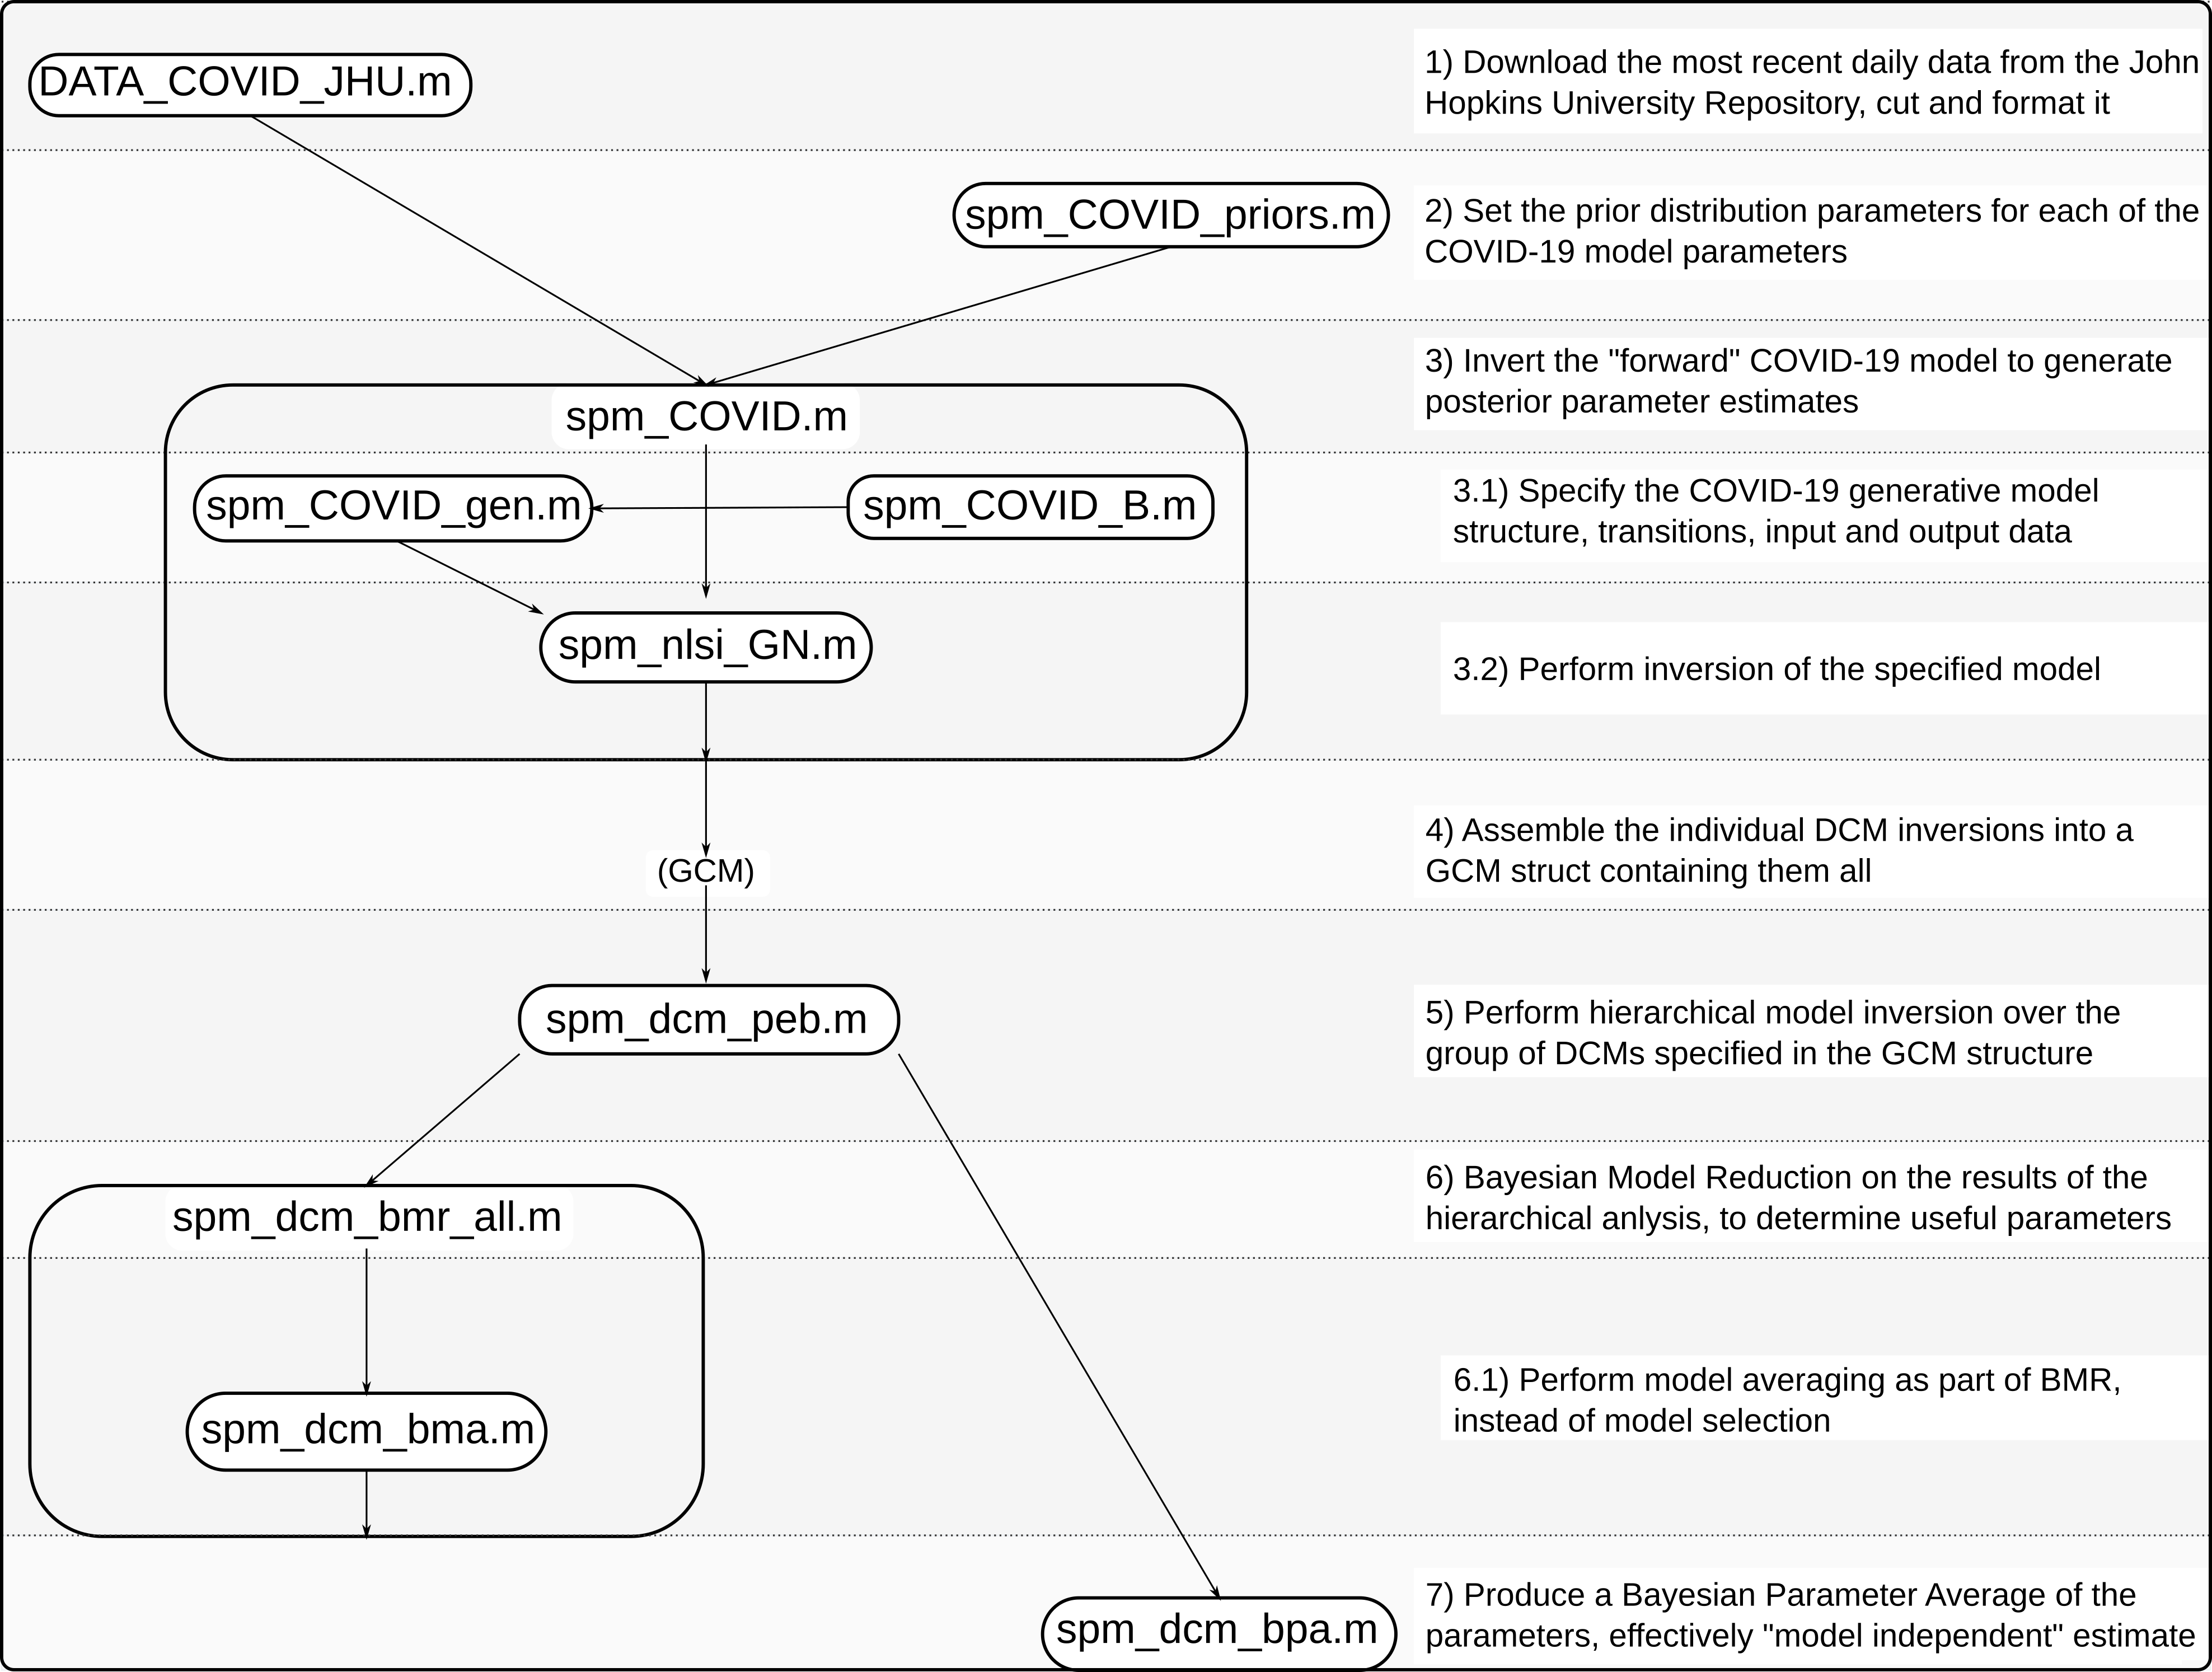 DATA_COVID_JHU.m
1) Download the most recent daily data from the John
Hopkins University Repository, cut and format it
spm_COVID_priors.m
2) Set the prior distribution parameters for each of the
COVID-19 model parameters
3) Invert the "forward" COVID-19 model to generate
posterior parameter estimates
spm_COVID.m
spm_COVID_gen.m
spm_COVID_B.m
3.1) Specify the COVID-19 generative model
structure, transitions, input and output data
spm_nlsi_GN.m
3.2) Perform inversion of the specified model
(GCM)
4) Assemble the individual DCM inversions into a
GCM struct containing them all
spm_dcm_peb.m
5) Perform hierarchical model inversion over the
group of DCMs specified in the GCM structure
spm_dcm_bmr_all.m
6) Bayesian Model Reduction on the results of the
hierarchical anlysis, to determine useful parameters
spm_dcm_bma.m
6.1) Perform model averaging as part of BMR,
instead of model selection
spm_dcm_bpa.m
7) Produce a Bayesian Parameter Average of the
parameters, effectively "model independent" estimate